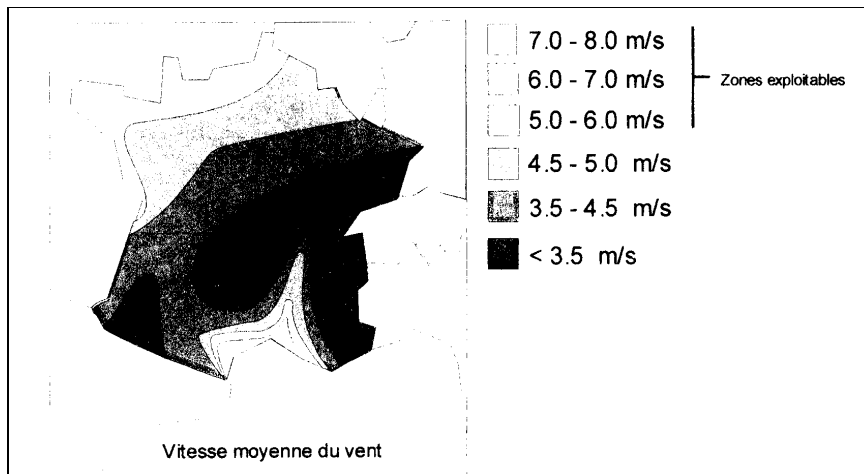 7.0 - 8.0 m/s
6.0 - 7.0 m/s
Zones exploitables
5.0 - 6.0 m/s
4.5 - 5.0 m/s
3.5 - 4.5 m/s
< 3.5 m/s
Vitesse moyenne du vent